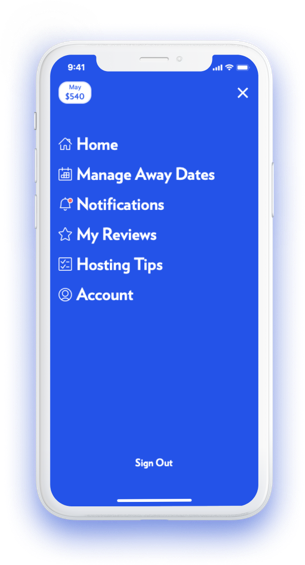 9:41
May
$540
Home
Manage Away Dates
Notifications
My Reviews
Hosting Tips
Account
Sign Out